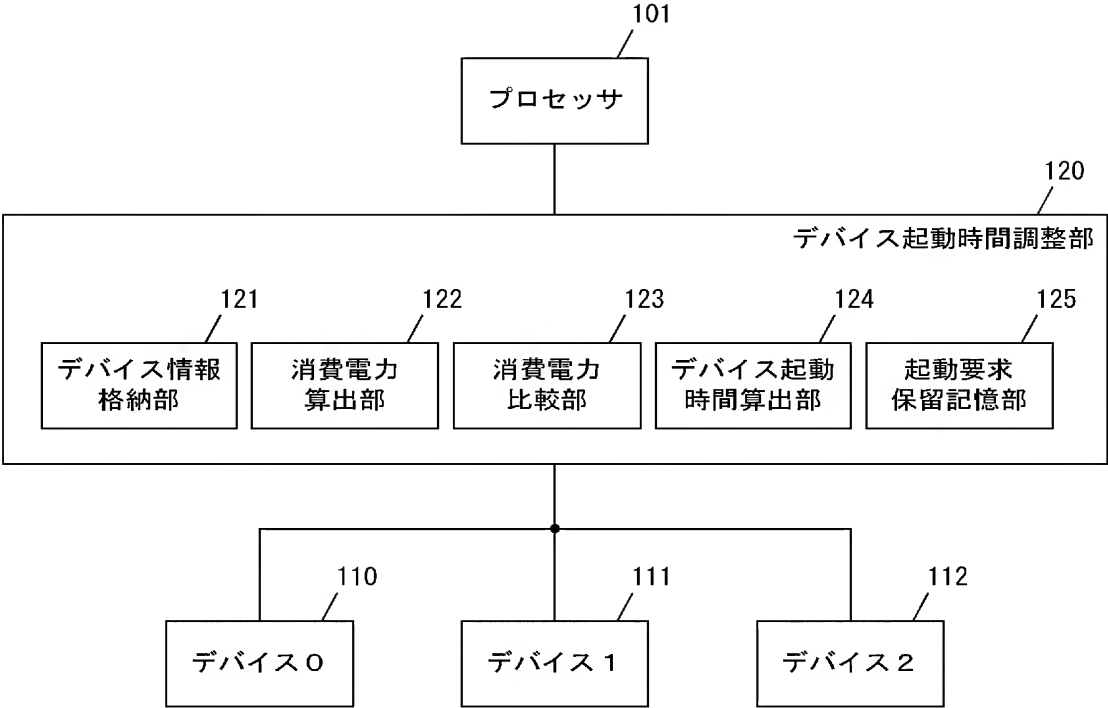 101
プロセッサ
120
デバイス起動時間調整部
121
122
123
124
125
デバイス情報
格納部
消費電力
算出部
消費電力
比較部
デバイス起動
時間算出部
起動要求
保留記憶部
110
111
112
デバイス0
デバイス1
デバイス2